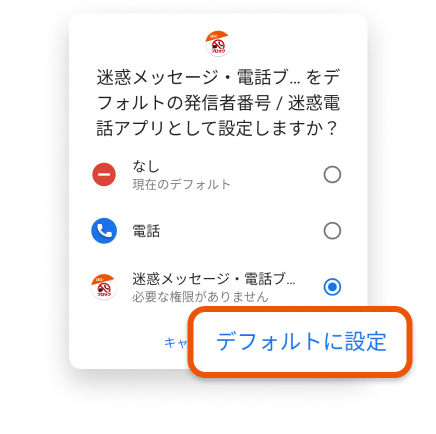 迷惑メッセージ・電話ブ... をデ
フォルトの発信者番号 / 迷惑電
話アプリとして設定しますか？
なし
現在のデフォルト
電話
迷惑メッセージ・電話ブ...
必要な権限がありません
キャ
デフォルトに設定